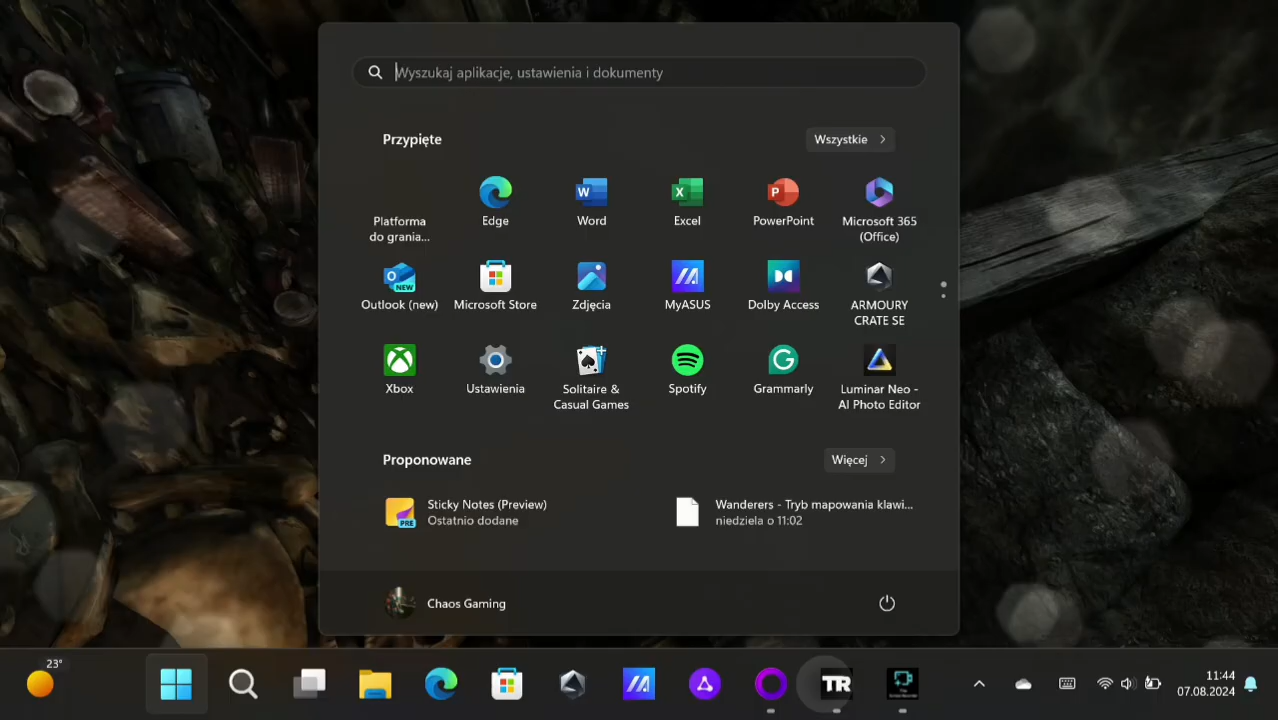 Wyszukaj aplikacje, ustawienia i dokumenty
Przypięte
Wszystkie
Platforma
do grania...
Edge
Word
Excel
PowerPoint
Microsoft 365
(Office)
Outlook (new)
Microsoft Store
Zdjęcia
MyASUS
Dolby Access
ARMOURY
CRATE SE
Xbox
Ustawienia
Solitaire &
Casual Games
Spotify
Grammarly
Luminar Neo -
AI Photo Editor
Proponowane
Więcej
Sticky Notes (Preview)
Ostatnio dodane
Wanderers - Tryb mapowania klawi...
niedziela o 11:02
Chaos Gaming
23°
TR
11:44
07.08.2024